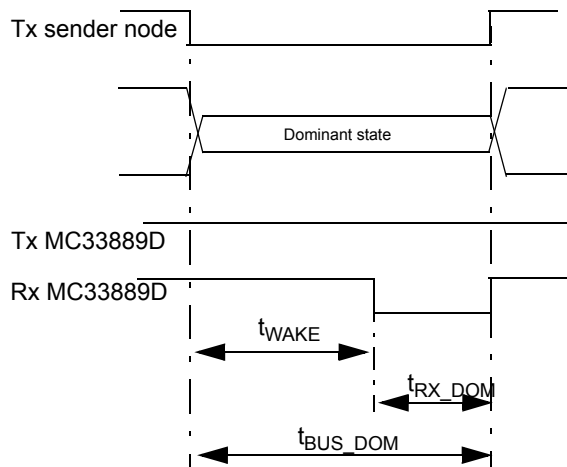 Tx sender node
Dominant state
Tx MC33889D
Rx MC33889D
tWAKE
tRX_DOM
tBUS_DOM